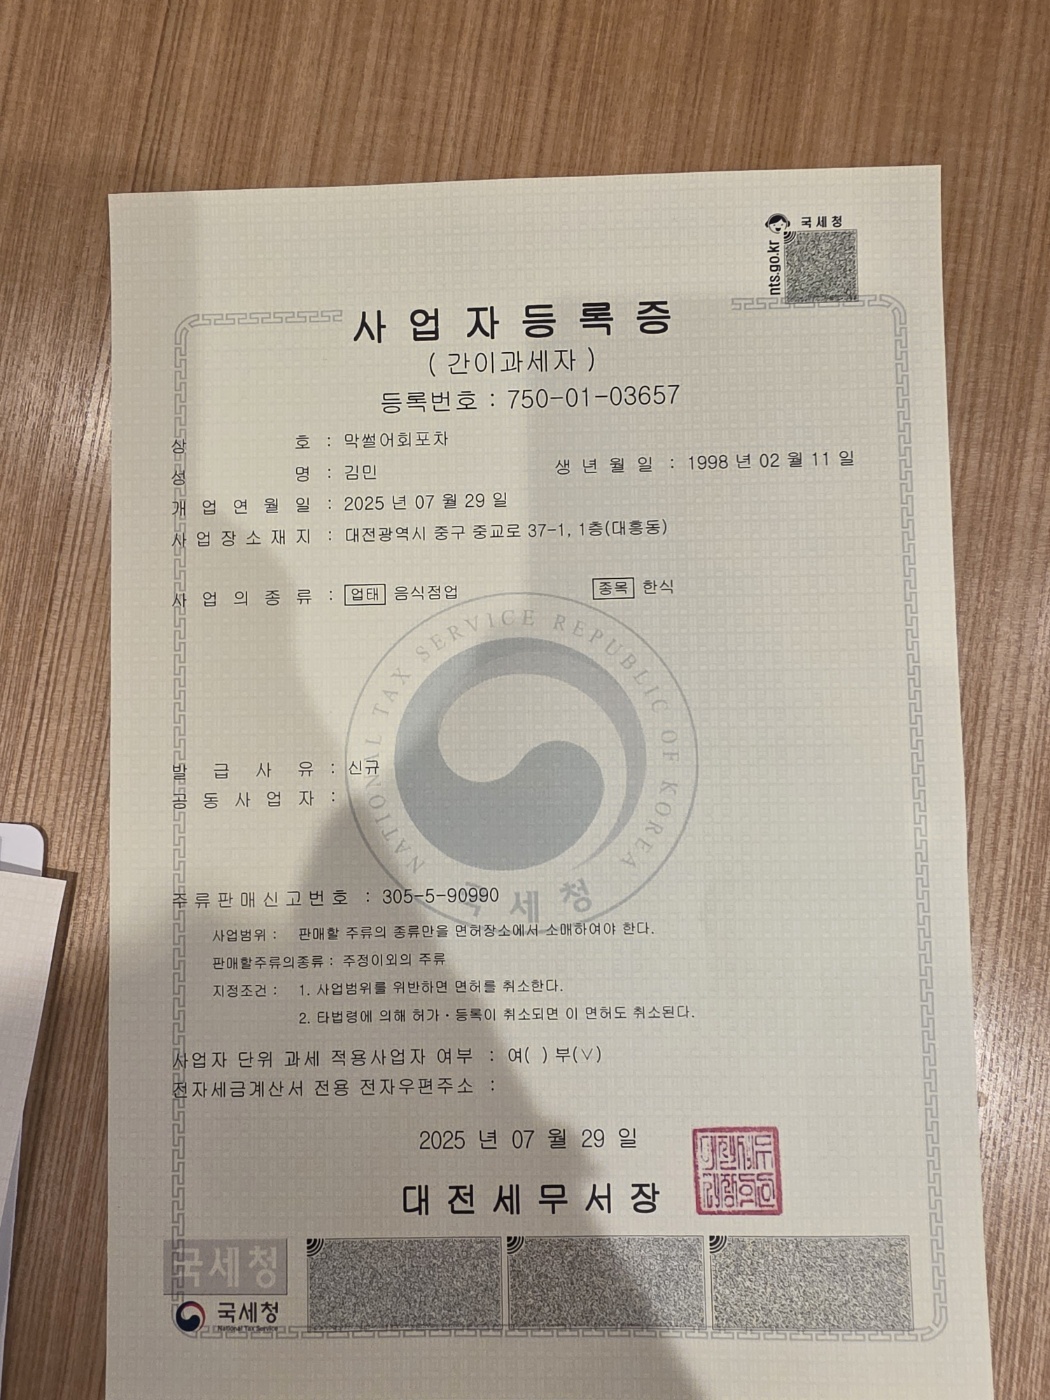 국세청
nts.go.kr
사업자등록증
( 간이과세자 )
등록번호 : 750-01-03657
상 호 : 막썰어회포차
성 명 : 김민 생 년 월 일 : 1998 년 02 월 11 일
개 업 연 월 일 : 2025 년 07 월 29 일
사 업 장 소 재 지 : 대전광역시 중구 중교로 37-1, 1층(대흥동)
사 업 의 종 류 : 업태 음식점업 종목 한식
NATIONAL TAX SERVICE REPUBLIC OF KOREA
국세청
발 급 사 유 : 신규
공 동 사 업 자 :
주류판매신고번호 : 305-5-90990
사업범위 : 판매할 주류의 종류만을 면허장소에서 소매하여야 한다.
판매할주류의종류 : 주정이외의 주류
지정조건 : 1. 사업범위를 위반하면 면허를 취소한다.
2. 타법령에 의해 허가·등록이 취소되면 이 면허도 취소된다.
사업자 단위 과세 적용사업자 여부 : 여( ) 부(∨)
전자세금계산서 전용 전자우편주소 :
2025 년 07 월 29 일
대전세무서장
국세청
국세청
National Tax Service